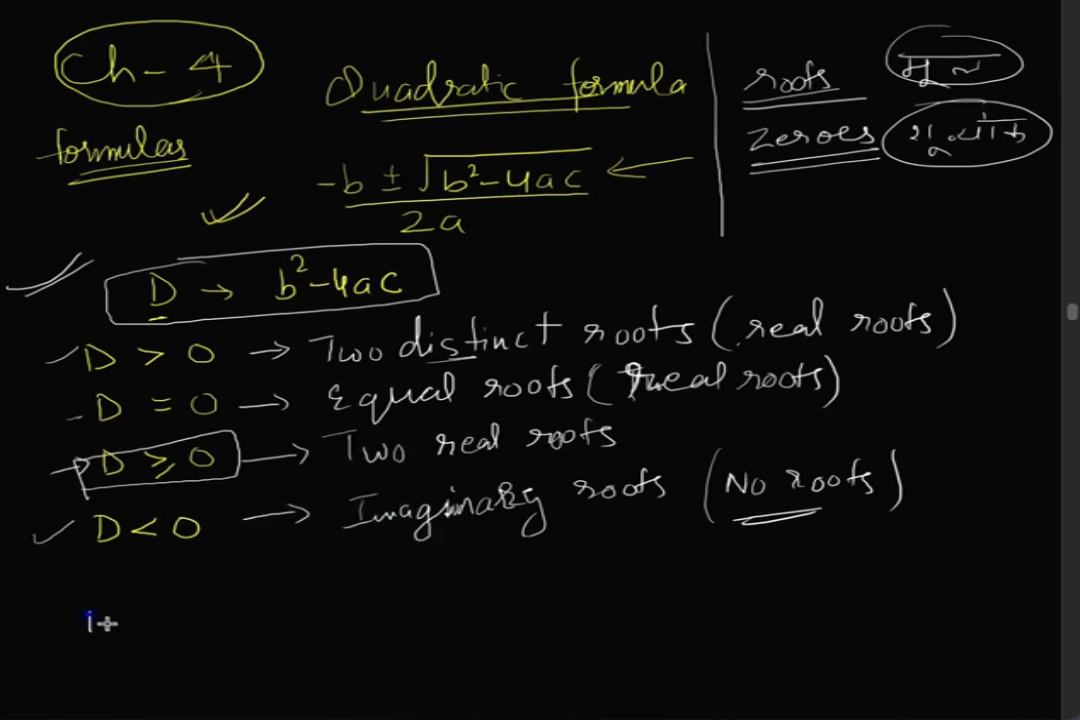 Ch-4
formulas
Quadratic formula
-b ± √b²-4ac
2a
roots मूल
Zeroes शून्यांक
D → b²-4ac
D > 0 → Two distinct roots (real roots)
D = 0 → Equal roots (real roots)
D ≥ 0 → Two real roots
D < 0 → Imaginary roots (No roots)